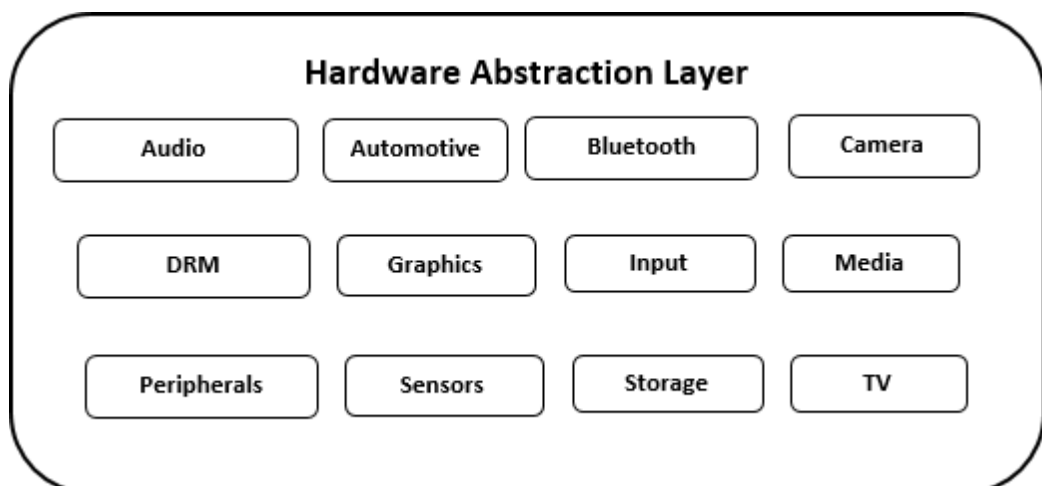 Hardware Abstraction Layer
Audio
Automotive
Bluetooth
Camera
DRM
Graphics
Input
Media
Peripherals
Sensors
Storage
TV